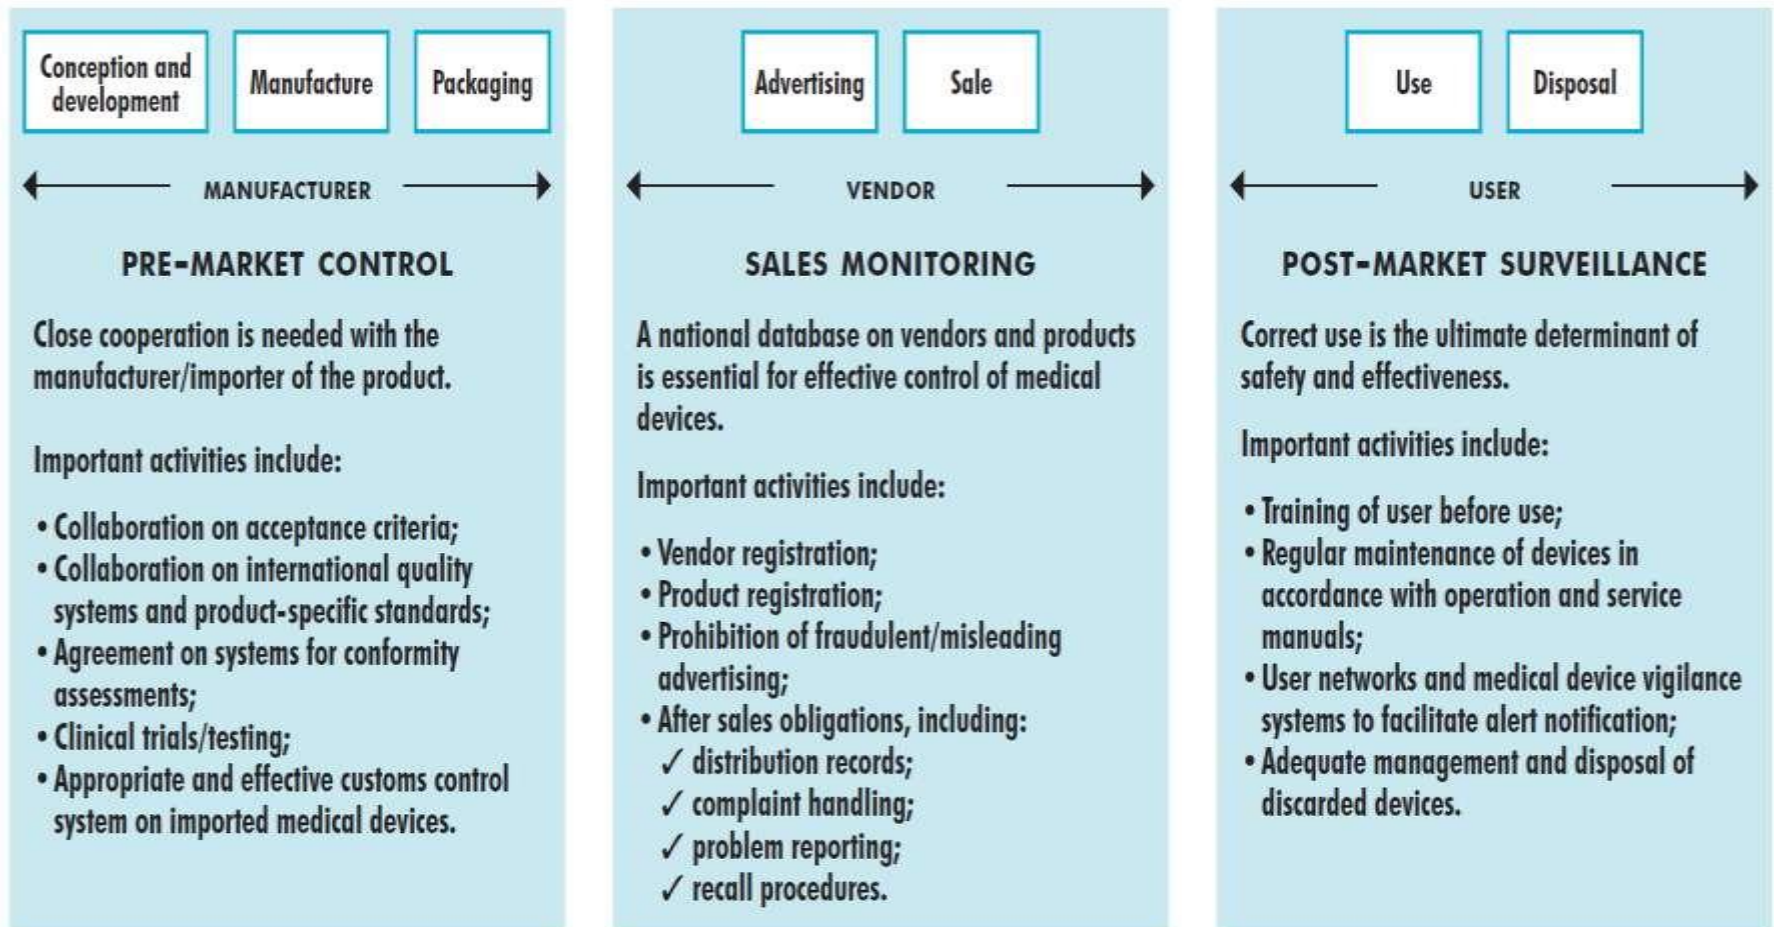 Conception and
development
Manufacture
Packaging
MANUFACTURER
PRE-MARKET CONTROL
Close cooperation is needed with the
manufacturer/importer of the product.
Important activities include:
• Collaboration on acceptance criteria;
• Collaboration on international quality
systems and product-specific standards;
• Agreement on systems for conformity
assessments;
• Clinical trials/testing;
• Appropriate and effective customs control
system on imported medical devices.
Advertising
Sale
VENDOR
SALES MONITORING
A national database on vendors and products
is essential for effective control of medical
devices.
Important activities include:
• Vendor registration;
• Product registration;
• Prohibition of fraudulent/misleading
advertising;
• After sales obligations, including:
✓ distribution records;
✓ complaint handling;
✓ problem reporting;
✓ recall procedures.
Use
Disposal
USER
POST-MARKET SURVEILLANCE
Correct use is the ultimate determinant of
safety and effectiveness.
Important activities include:
• Training of user before use;
• Regular maintenance of devices in
accordance with operation and service
manuals;
• User networks and medical device vigilance
systems to facilitate alert notification;
• Adequate management and disposal of
discarded devices.